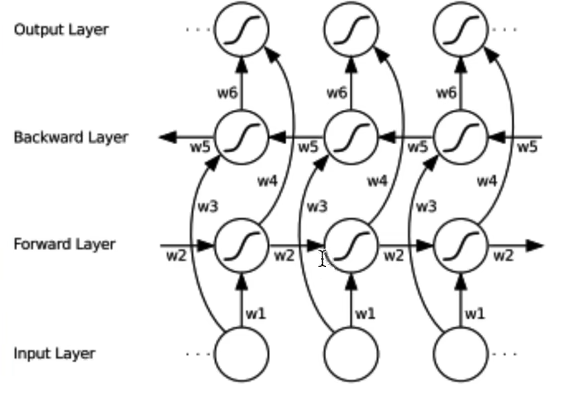 Output Layer
w6 w6 w6
Backward Layer
w5 w5 w5 w5
w4 w4 w4
w3 w3 w3
Forward Layer
w2 w2 w2 w2
w1 w1 w1
Input Layer